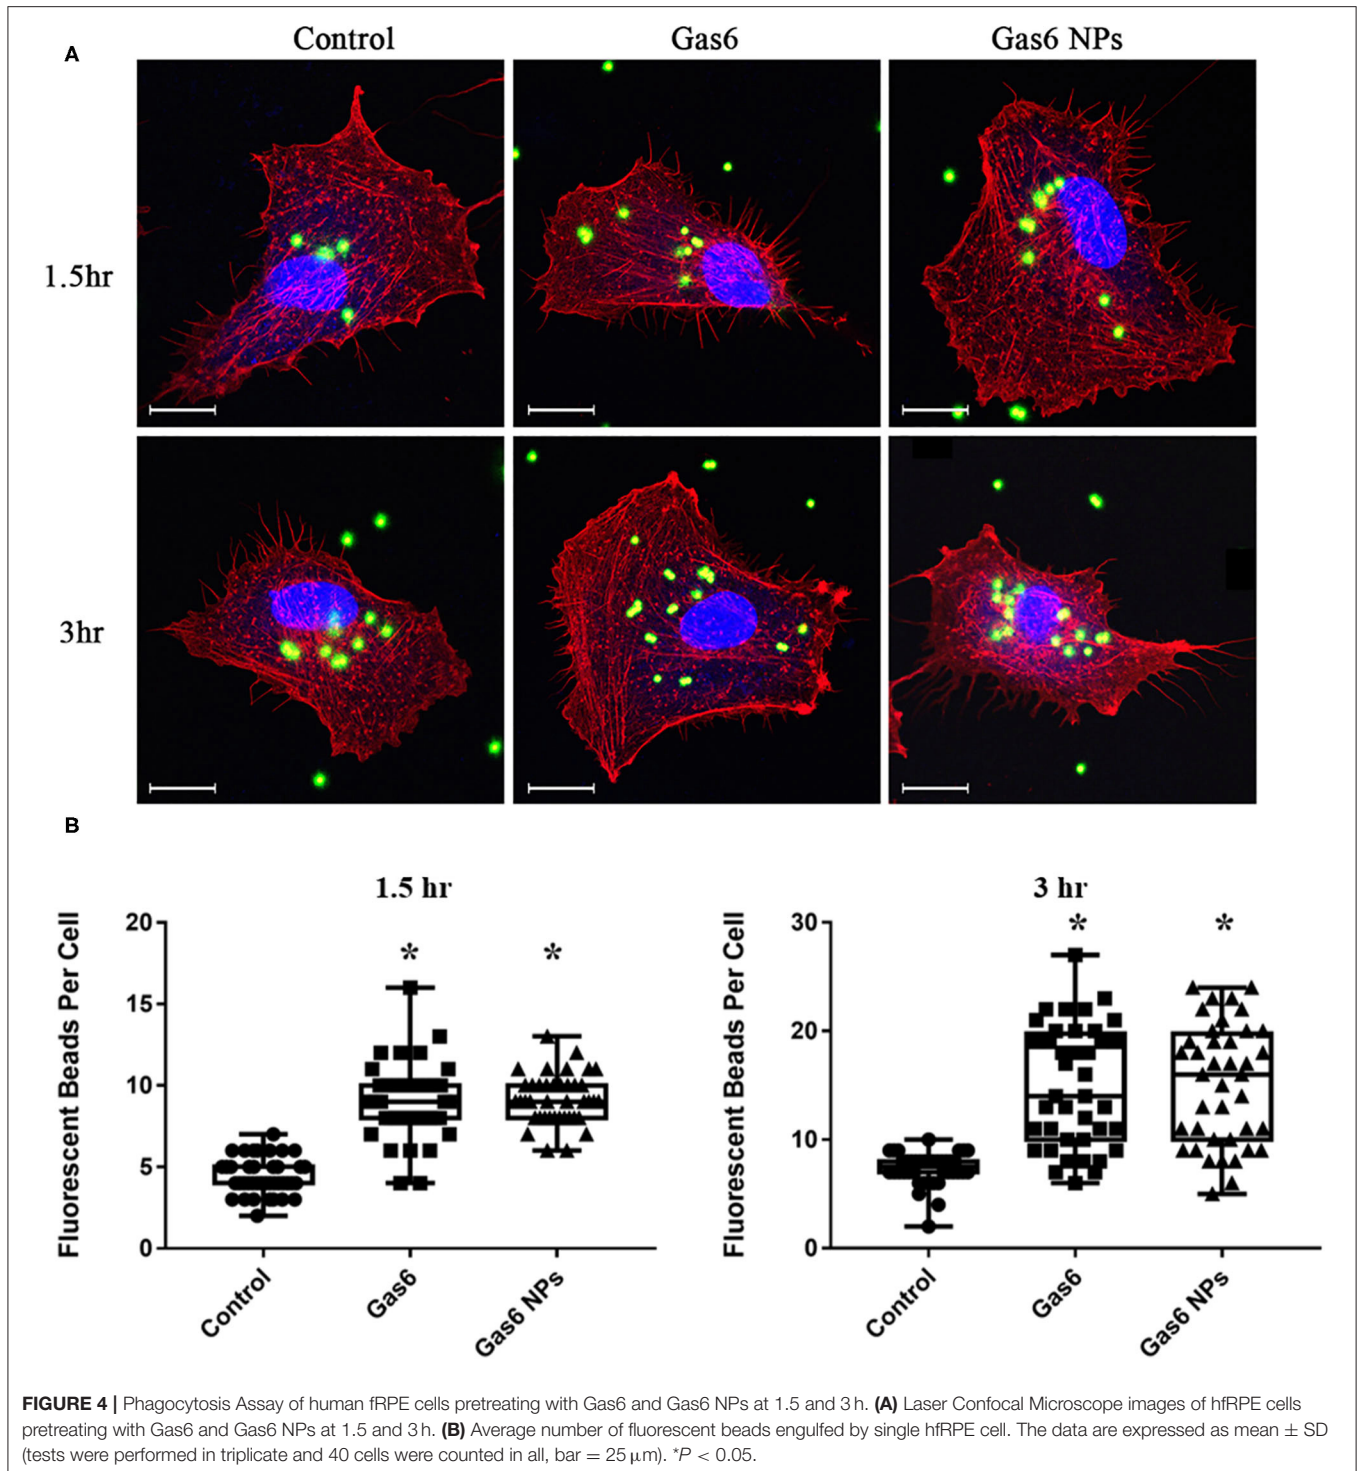 A
Control Gas6 Gas6 NPs
1.5hr
3hr
B
1.5 hr
Fluorescent Beads Per Cell
20
15
10
5
0
*
*
Control Gas6 Gas6 NPs
3 hr
Fluorescent Beads Per Cell
30
20
10
0
*
*
Control Gas6 Gas6 NPs
FIGURE 4 | Phagocytosis Assay of human fRPE cells pretreating with Gas6 and Gas6 NPs at 1.5 and 3 h. (A) Laser Confocal Microscope images of hfRPE cells
pretreating with Gas6 and Gas6 NPs at 1.5 and 3 h. (B) Average number of fluorescent beads engulfed by single hfRPE cell. The data are expressed as mean ± SD
(tests were performed in triplicate and 40 cells were counted in all, bar = 25 μm). *P < 0.05.